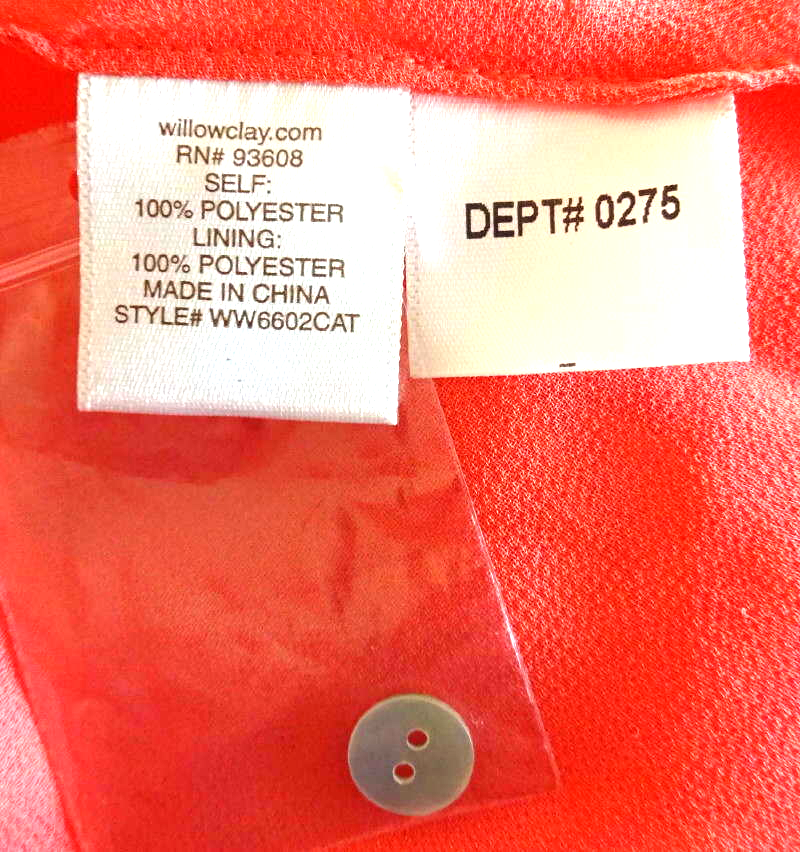 willowclay.com
RN# 93608
SELF:
100% POLYESTER
LINING:
100% POLYESTER
MADE IN CHINA
STYLE# WW6602CAT
DEPT# 0275